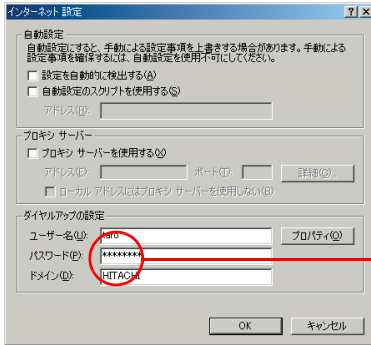 インターネット 設定
自動設定
自動設定にすると、手動による設定事項を上書きする場合があります。手動による
設定事項を確保するには、自動設定を使用不可にしてください。
設定を自動的に検出する(A)
自動設定のスクリプトを使用する(S)
アドレス(R):
プロキシ サーバー
プロキシ サーバーを使用する(X)
アドレス(E): ポート(T): 詳細(C)...
ローカル アドレスにはプロキシ サーバーを使用しない(B)
ダイヤルアップの設定
ユーザー名(U): taro プロパティ(O)
パスワード(P): ********
ドメイン(D): HITACHI
OK キャンセル